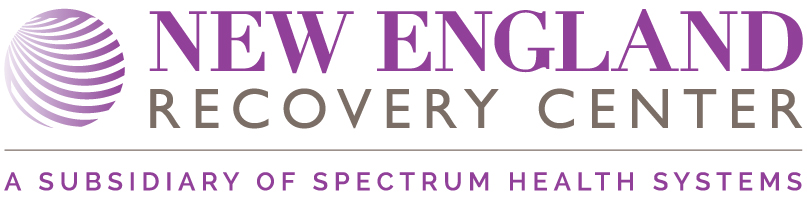 NEW ENGLAND
RECOVERY CENTER
A SUBSIDIARY OF SPECTRUM HEALTH SYSTEMS